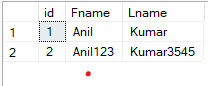 id Fname Lname
1 1 Anil Kumar
2 2 Anil123 Kumar3545